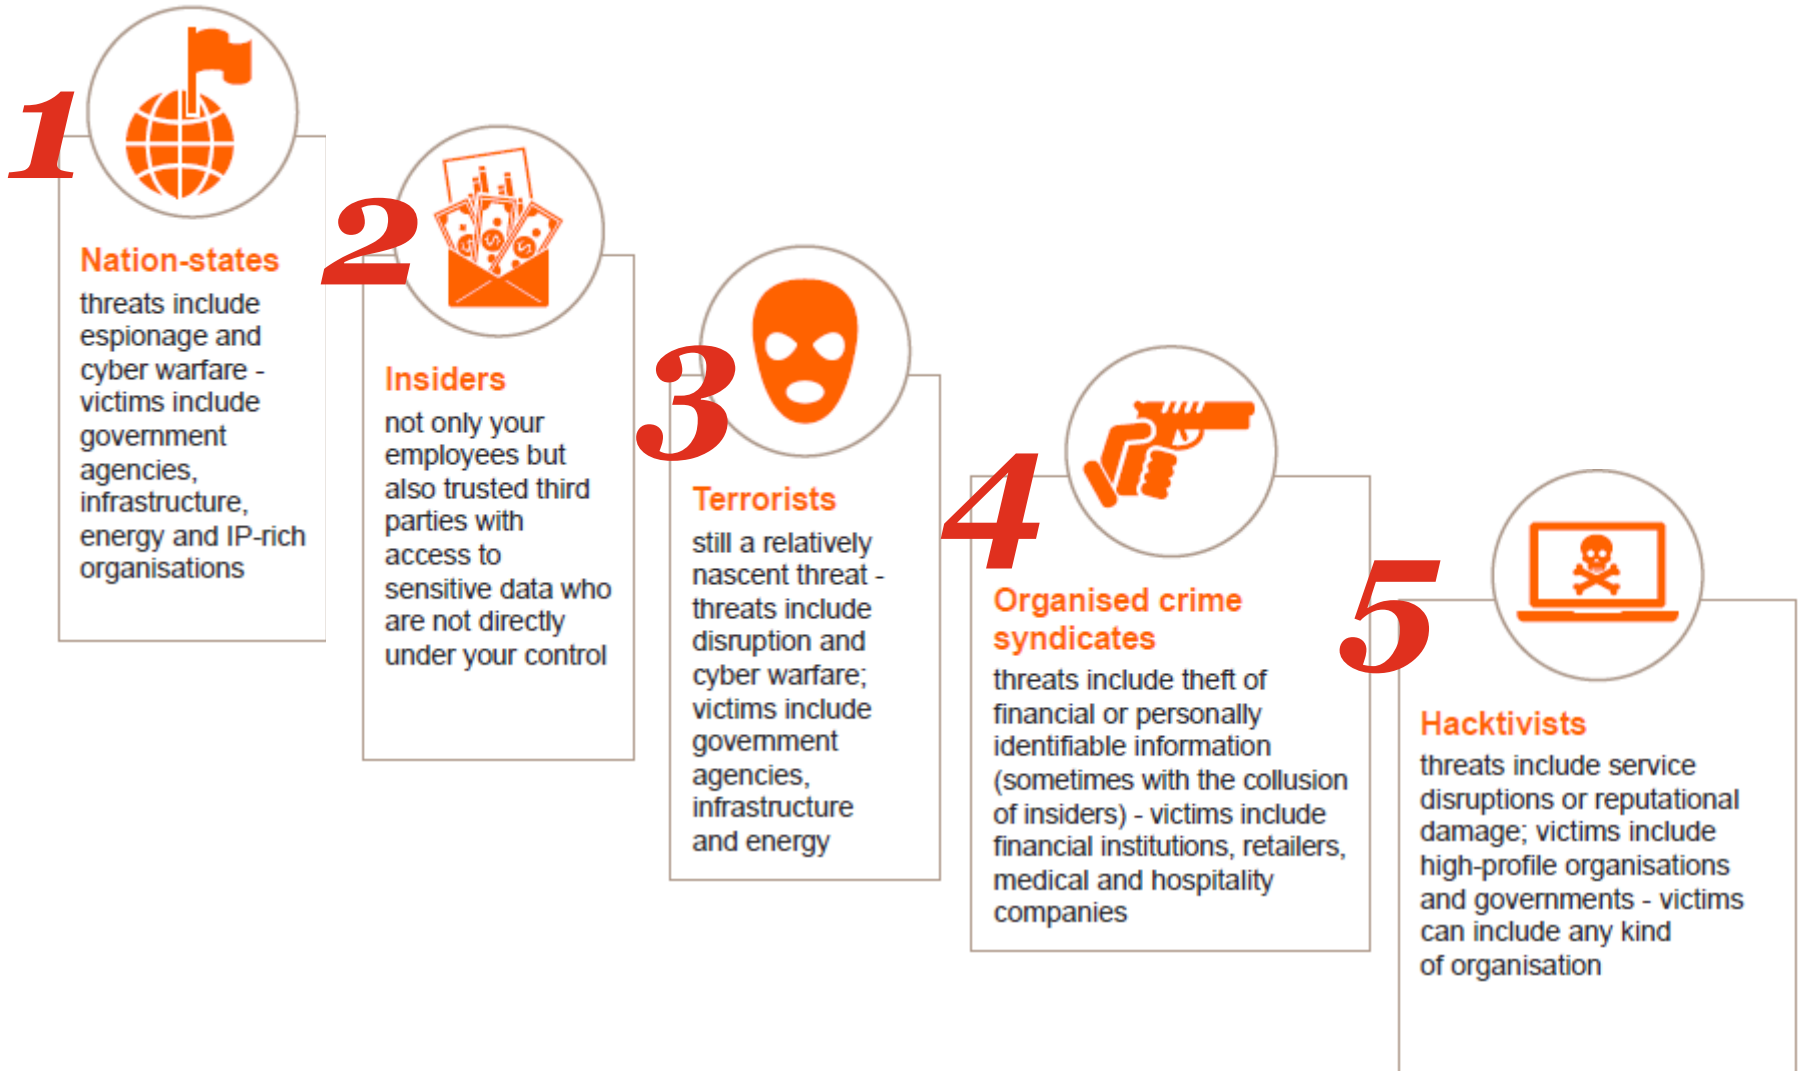 1
Nation-states
threats include
espionage and
cyber warfare -
victims include
government
agencies,
infrastructure,
energy and IP-rich
organisations
2
Insiders
not only your
employees but
also trusted third
parties with
access to
sensitive data who
are not directly
under your control
3
Terrorists
still a relatively
nascent threat -
threats include
disruption and
cyber warfare;
victims include
government
agencies,
infrastructure
and energy
4
Organised crime
syndicates
threats include theft of
financial or personally
identifiable information
(sometimes with the collusion
of insiders) - victims include
financial institutions, retailers,
medical and hospitality
companies
5
Hacktivists
threats include service
disruptions or reputational
damage; victims include
high-profile organisations
and governments - victims
can include any kind
of organisation